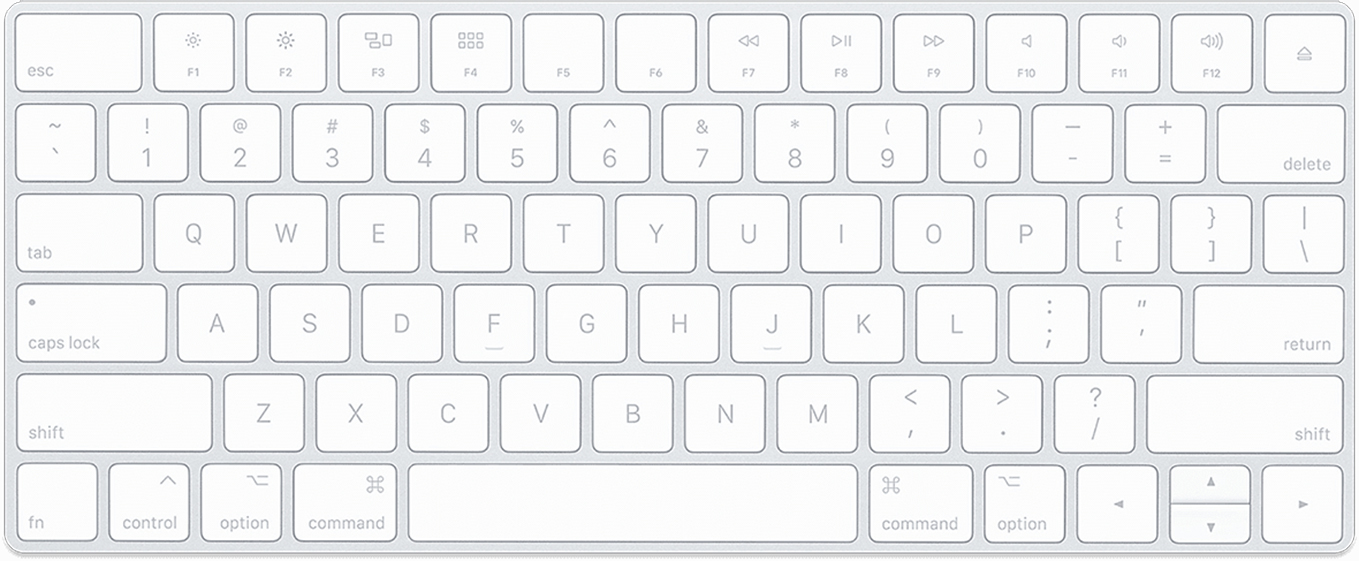 esc F1 F2 F3 F4 F5 F6 F7 F8 F9 F10 F11 F12
~ ! @ # $ % ^ & * ( ) — +
` 1 2 3 4 5 6 7 8 9 0 - = delete
tab Q W E R T Y U I O P { } |
[ ] \
caps lock A S D F G H J K L : "
; ' return
shift Z X C V B N M < > ?
, . / shift
fn control option command command option